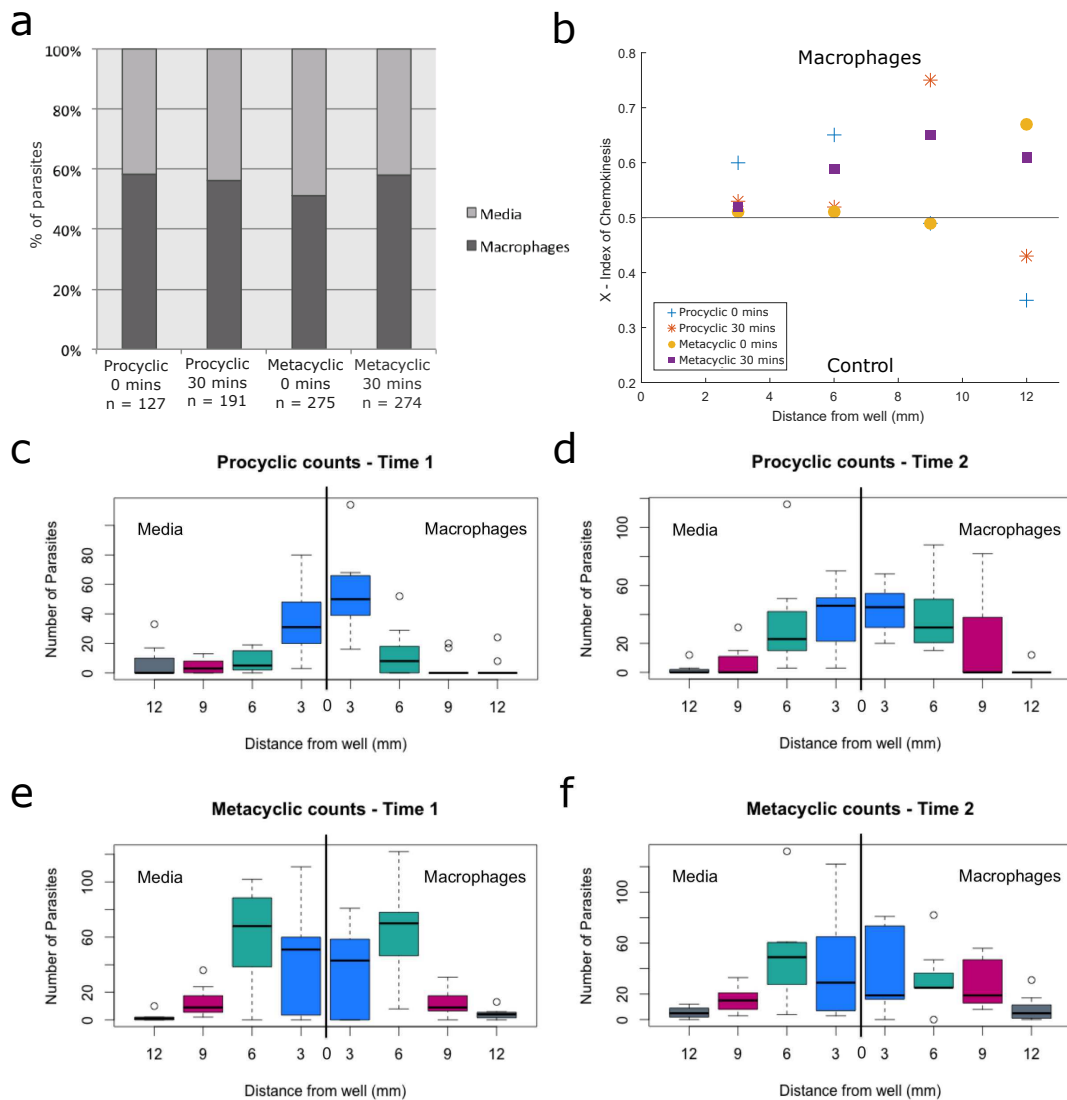 a
100%
80%
60%
40%
20%
0%
% of parasites
Procyclic
0 mins
n = 127
Procyclic
30 mins
n = 191
Metacyclic
0 mins
n = 275
Metacyclic
30 mins
n = 274
Media
Macrophages
b
0.8
0.7
0.6
0.5
0.4
0.3
0.2
X - Index of Chemokinesis
Macrophages
Control
Procyclic 0 mins
Procyclic 30 mins
Metacyclic 0 mins
Metacyclic 30 mins
0 2 4 6 8 10 12
Distance from well (mm)
c
Procyclic counts - Time 1
Media
Macrophages
Number of Parasites
0 20 40 60 80
12 9 6 3 0 3 6 9 12
Distance from well (mm)
d
Procyclic counts - Time 2
Media
Macrophages
Number of Parasites
0 20 60 100
12 9 6 3 0 3 6 9 12
Distance from well (mm)
e
Metacyclic counts - Time 1
Media
Macrophages
Number of Parasites
0 20 60 100
12 9 6 3 0 3 6 9 12
Distance from well (mm)
f
Metacyclic counts - Time 2
Media
Macrophages
Number of Parasites
0 20 60 100
12 9 6 3 0 3 6 9 12
Distance from well (mm)